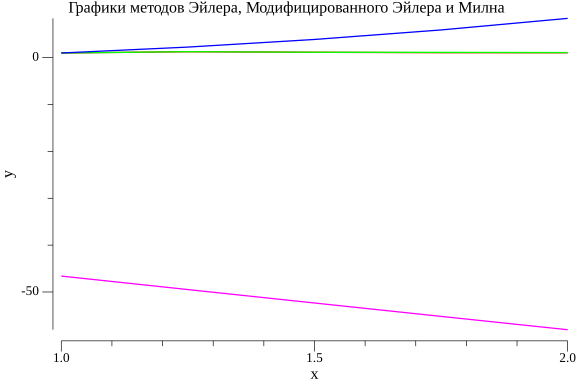 Графики методов Эйлера, Модифицированного Эйлера и Милна
0
y
-50
1.0 1.5 2.0
x